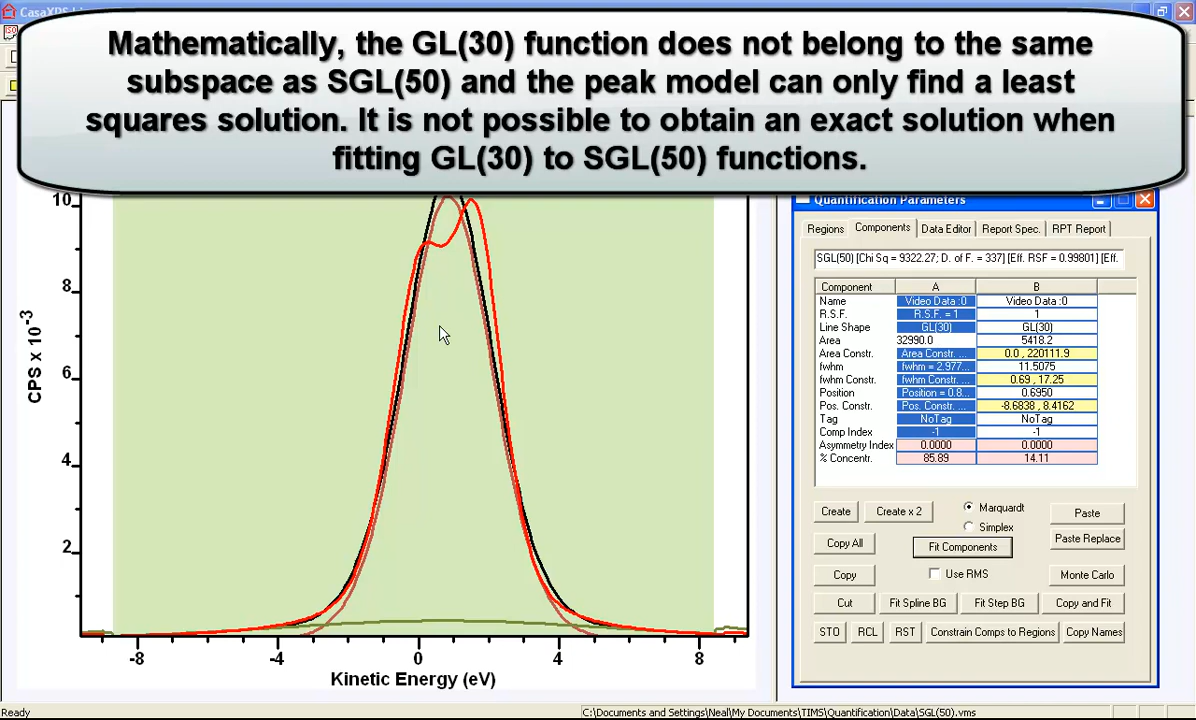 CasaXPS
Mathematically, the GL(30) function does not belong to the same
subspace as SGL(50) and the peak model can only find a least
squares solution. It is not possible to obtain an exact solution when
fitting GL(30) to SGL(50) functions.
Quantification Parameters
Regions Components Data Editor Report Spec. RPT Report
SGL(50) [Chi Sq = 9322.27; D. of F. = 337] [Eff. RSF = 0.99801] [Eff.
Component A B
Name Video Data :0 Video Data :0
R.S.F. R.S.F. = 1 1
Line Shape GL(30) GL(30)
Area 32990.0 5418.2
Area Constr. Area Constr. ... 0.0 , 220111.9
fwhm fwhm = 2.977... 11.5075
fwhm Constr. fwhm Constr. ... 0.69 , 17.25
Position Position = 0.8... 0.6950
Pos. Constr. Pos. Constr. ... -8.6838 , 8.4162
Tag NoTag NoTag
Comp Index -1 -1
Asymmetry Index 0.0000 0.0000
% Concentr. 85.89 14.11
Create Create x 2 Marquardt Simplex Paste
Copy All Fit Components Paste Replace
Copy Use RMS Monte Carlo
Cut Fit Spline BG Fit Step BG Copy and Fit
STO RCL RST Constrain Comps to Regions Copy Names
CPS x 10-3
10
8
6
4
2
-8 -4 0 4 8
Kinetic Energy (eV)
Ready C:\Documents and Settings\Neal\My Documents\TIMS\Quantification\Data\SGL(50).vms